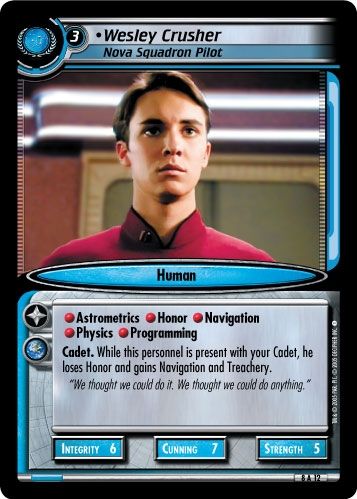 3
•Wesley Crusher
Nova Squadron Pilot
Human
Astrometrics Honor Navigation
Physics Programming
Cadet. While this personnel is present with your Cadet, he
loses Honor and gains Navigation and Treachery.
"We thought we could do it. We thought we could do anything."
INTEGRITY 6 CUNNING 7 STRENGTH 5
8 A 12